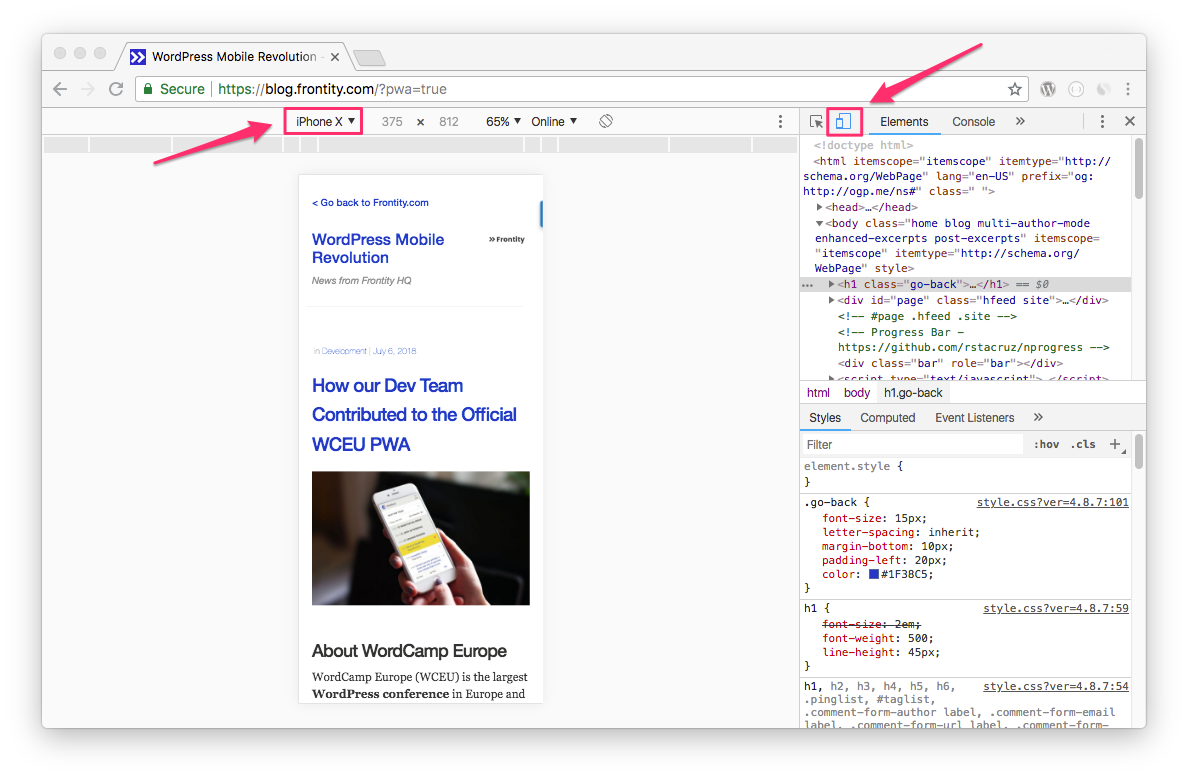 WordPress Mobile Revolution -
Secure
https://blog.frontity.com/?pwa=true
iPhone X ▼ 375 × 812 65% ▼ Online ▼
Elements Console »
< Go back to Frontity.com
WordPress Mobile
Revolution
» Frontity
News from Frontity HQ
in Development | July 6, 2018
How our Dev Team
Contributed to the Official
WCEU PWA
About WordCamp Europe
WordCamp Europe (WCEU) is the largest
WordPress conference in Europe and
<!doctype html>
<html itemscope="itemscope" itemtype="http://
schema.org/WebPage" lang="en-US" prefix="og:
http://ogp.me/ns#" class=" ">
▶<head>…</head>
▼<body class="home blog multi-author-mode
enhanced-excerpts post-excerpts" itemscope=
"itemscope" itemtype="http://schema.org/
WebPage" style>
… ▶<h1 class="go-back">…</h1> == $0
▶<div id="page" class="hfeed site">…</div>
<!-- #page .hfeed .site -->
<!-- Progress Bar -
https://github.com/rstacruz/nprogress -->
<div class="bar" role="bar"></div>
▶<script type="text/javascript">…</script>
html body h1.go-back
Styles Computed Event Listeners »
Filter :hov .cls +
element.style {
}
.go-back { style.css?ver=4.8.7:101
font-size: 15px;
letter-spacing: inherit;
margin-bottom: 10px;
padding-left: 20px;
color: #1F38C5;
}
h1 { style.css?ver=4.8.7:59
font-size: 2em;
font-weight: 500;
line-height: 45px;
}
h1, h2, h3, h4, h5, h6, style.css?ver=4.8.7:54
.pinglist, #taglist,
.comment-form-author label, .comment-form-email
label, .comment-form-url label, .comment-form-